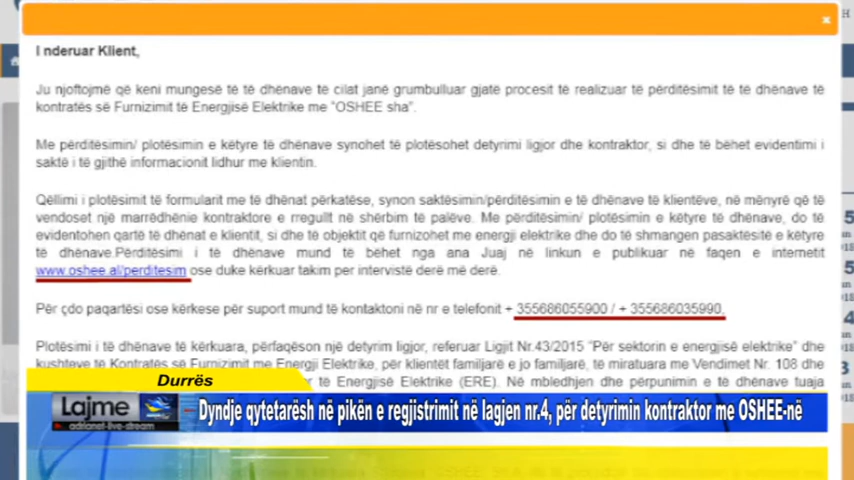 I nderuar Klient,
Ju njoftojmë që keni mungesë të të dhënave të cilat janë grumbulluar gjatë procesit të realizuar të përditësimit të të dhënave të
kontratës së Furnizimit të Energjisë Elektrike me "OSHEE sha".
Me përditësimin/ plotësimin e këtyre të dhënave synohet të plotësohet detyrimi ligjor dhe kontraktor, si dhe të bëhet evidentimi i
saktë i të gjithë informacionit lidhur me klientin.
Qëllimi i plotësimit të formularit me të dhënat përkatëse, synon saktësimin/përditësimin e të dhënave të klientëve, në mënyrë që të
vendoset një marrëdhënie kontraktore e rregullt në shërbim të palëve. Me përditësimin/ plotësimin e këtyre të dhënave, do të
evidentohen qartë të dhënat e klientit, si dhe të objektit që furnizohet me energji elektrike dhe do të shmangen pasaktësitë e këtyre
të dhënave.Përditësimi i të dhënave mund të bëhet nga ana Juaj në linkun e publikuar në faqen e internetit
www.oshee.al/perditesim ose duke kërkuar takim per intervistë derë më derë.
Për çdo paqartësi ose kërkese për suport mund të kontaktoni në nr e telefonit + 355686055900 / + 355686035990,
Plotësimi i të dhënave të kërkuara, përfaqëson një detyrim ligjor, referuar Ligjit Nr.43/2015 "Për sektorin e energjisë elektrike" dhe
kushteve të Kontratës së Furnizimit me Energji Elektrike, për klientët familjarë e jo familjarë, të miratuara me Vendimet Nr. 108 dhe
të Energjisë Elektrike (ERE). Në mbledhjen dhe përpunimin e të dhënave tuaja
Durrës
Lajme
adrianet-live-stream
Dyndje qytetarësh në pikën e regjistrimit në lagjen nr.4, për detyrimin kontraktor me OSHEE-në